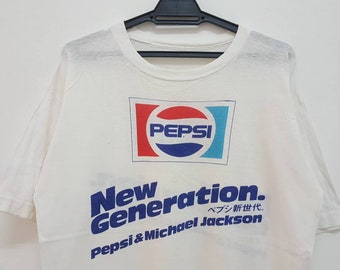 PEPSI
New
Generation.
ペプシ新世代。
Pepsi & Michael Jackson